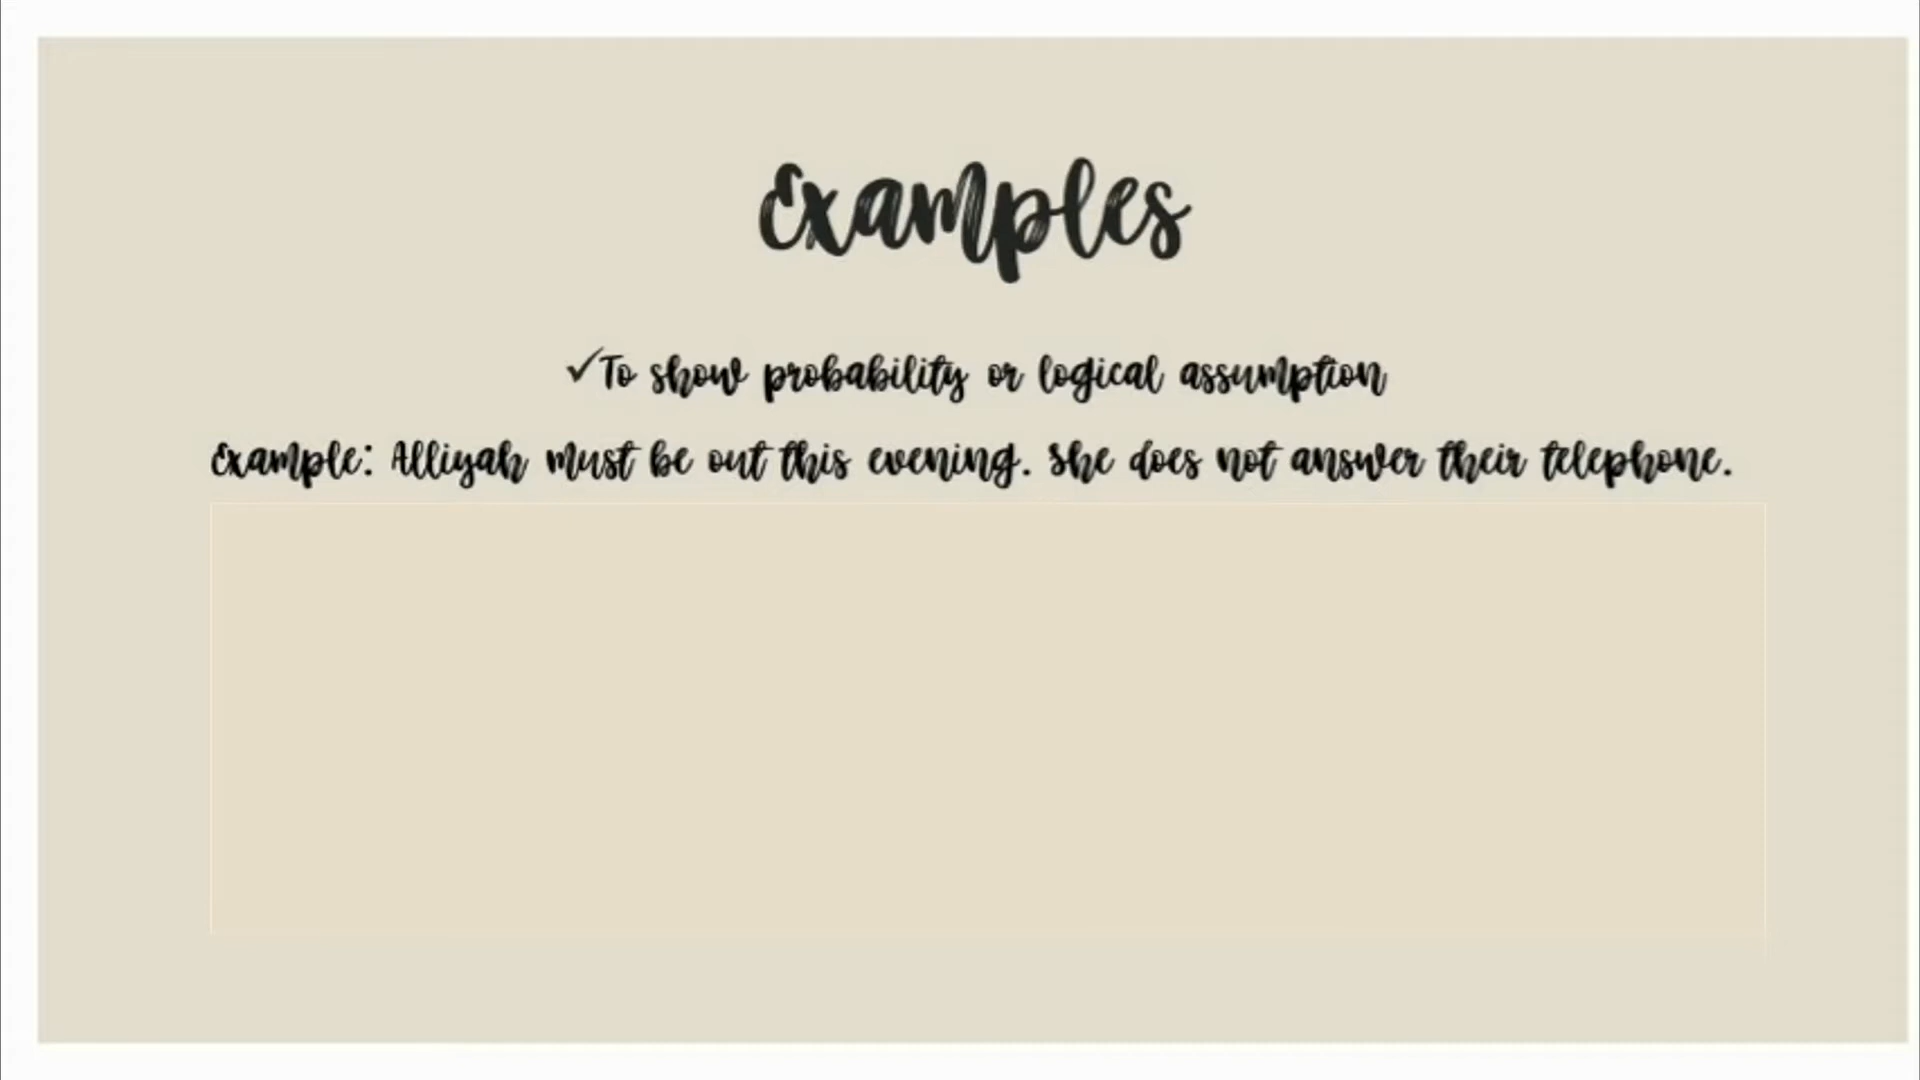 Examples
✓To show probability or logical assumption
Example: Alliyah must be out this evening. She does not answer their telephone.